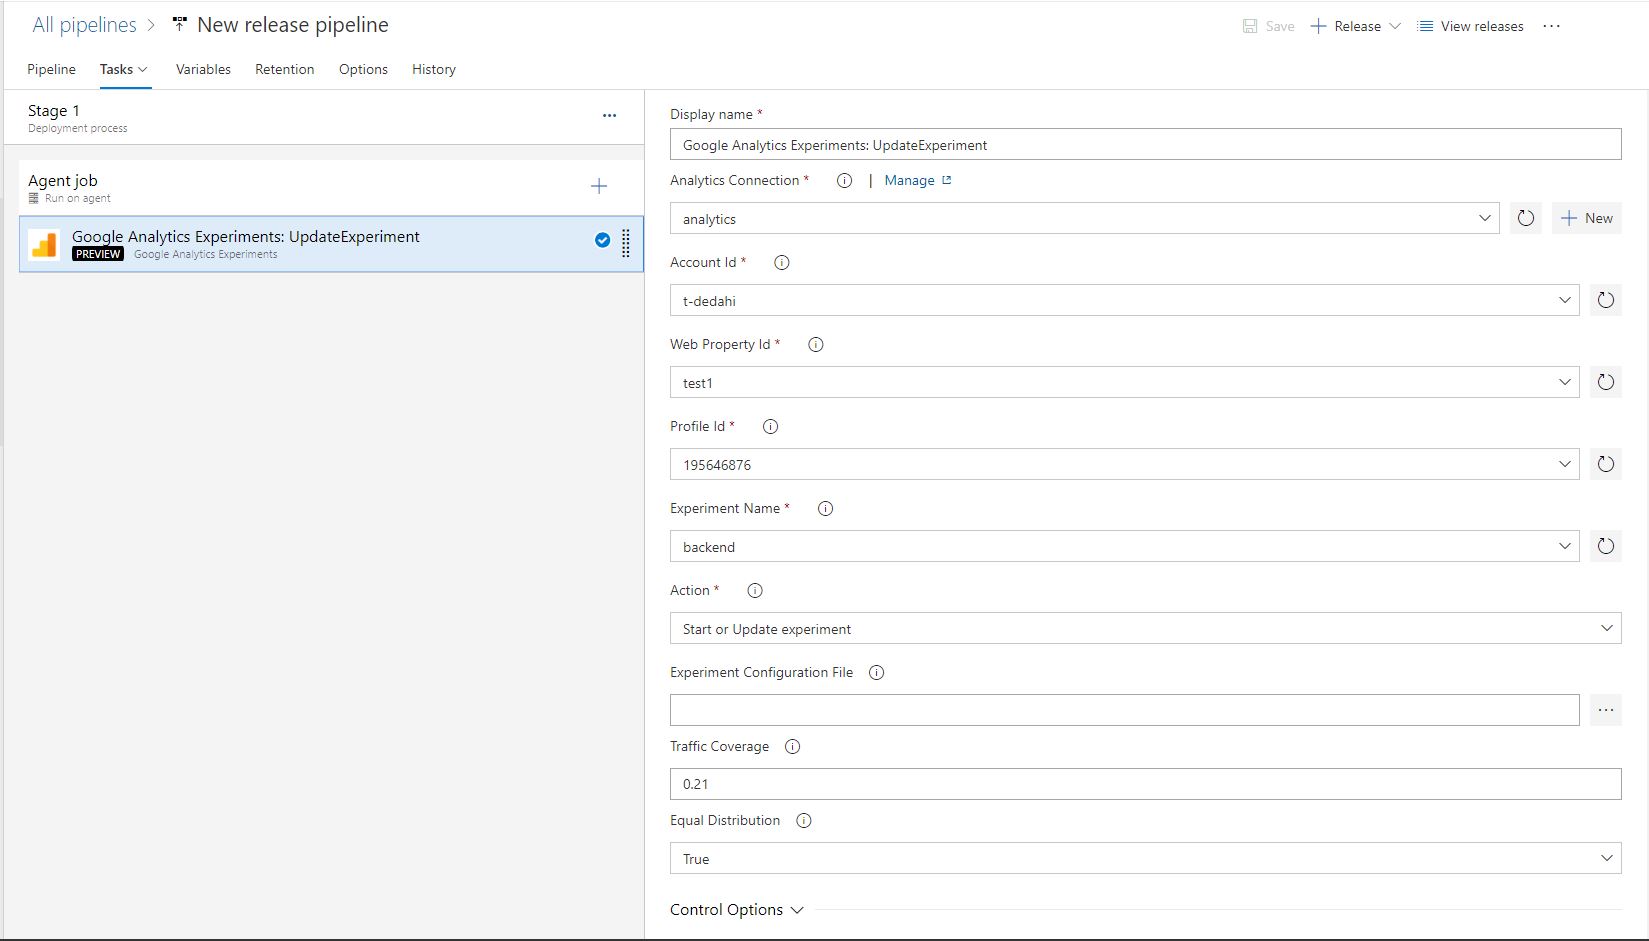 All pipelines > New release pipeline
Save + Release View releases ...
Pipeline Tasks Variables Retention Options History
Stage 1
Deployment process
...
Agent job
Run on agent
Google Analytics Experiments: UpdateExperiment
PREVIEW Google Analytics Experiments
Display name *
Google Analytics Experiments: UpdateExperiment
Analytics Connection * | Manage
analytics
+ New
Account Id *
t-dedahi
Web Property Id *
test1
Profile Id *
195646876
Experiment Name *
backend
Action *
Start or Update experiment
Experiment Configuration File
...
Traffic Coverage
0.21
Equal Distribution
True
Control Options